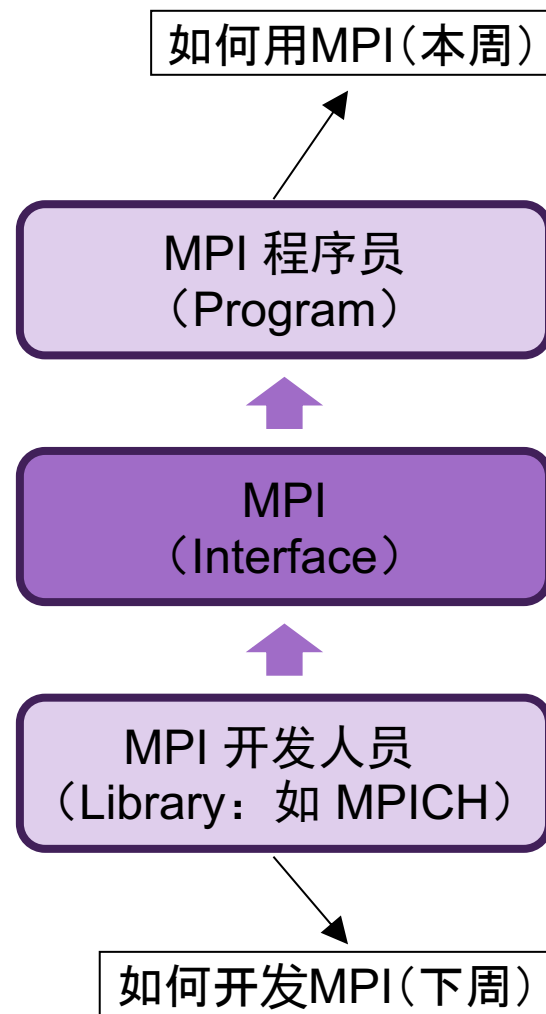 如何用MPI（本周）
MPI 程序员
（Program）
MPI
（Interface）
MPI 开发人员
（Library：如 MPICH）
如何开发MPI（下周）